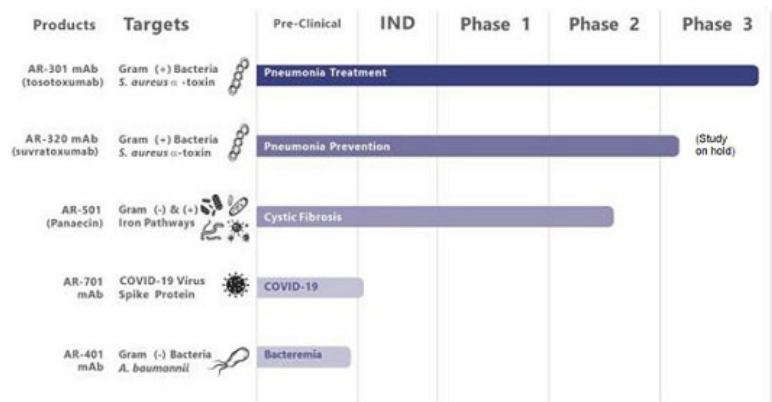 Products Targets Pre-Clinical IND Phase 1 Phase 2 Phase 3
AR-301 mAb
(tosotoxumab)
Gram (+) Bacteria
S. aureus α -toxin
Pneumonia Treatment
AR-320 mAb
(suvratoxumab)
Gram (+) Bacteria
S. aureus α-toxin
Pneumonia Prevention
(Study
on hold)
AR-501
(Panaecin)
Gram (-) & (+)
Iron Pathways
Cystic Fibrosis
AR-701
mAb
COVID-19 Virus
Spike Protein
COVID-19
AR-401
mAb
Gram (-) Bacteria
A. baumannii
Bacteremia